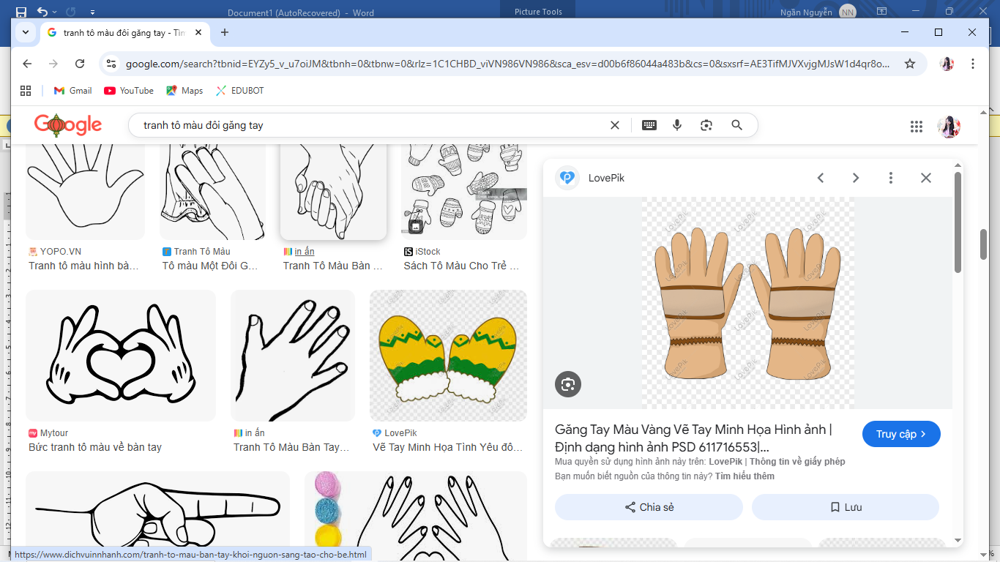 Document1 (AutoRecovered) - Word
Picture Tools
Ngân Nguyễn
NN
tranh tô màu đôi găng tay - Tìm
google.com/search?tbnid=EYZy5_v_u7oiJM&tbnh=0&tbnw=0&rlz=1C1CHBD_viVN986VN986&sca_esv=d00b6f86044a483b&cs=0&sxsrf=AE3TifMJVXvjgMJsW1d4qr8o...
Gmail
YouTube
Maps
EDUBOT
Google
tranh tô màu đôi găng tay
YOPO.VN
Tranh tô màu hình bà...
Tranh Tô Màu
Tô màu Một Đôi G...
in ấn
Tranh Tô Màu Bàn ...
iStock
iStock
Sách Tô Màu Cho Trẻ ...
Mytour
Bức tranh tô màu về bàn tay
in ấn
Tranh Tô Màu Bàn Tay...
LovePik
Vẽ Tay Minh Họa Tình Yêu đô...
LovePik
LovePik
Găng Tay Màu Vàng Vẽ Tay Minh Họa Hình ảnh |
Định dạng hình ảnh PSD 611716553|...
Truy cập
Mua quyền sử dụng hình ảnh này trên: LovePik | Thông tin về giấy phép
Bạn muốn biết nguồn của thông tin này? Tìm hiểu thêm
Chia sẻ
Lưu
https://www.dichvuinnhanh.com/tranh-to-mau-ban-tay-khoi-nguon-sang-tao-cho-be.html